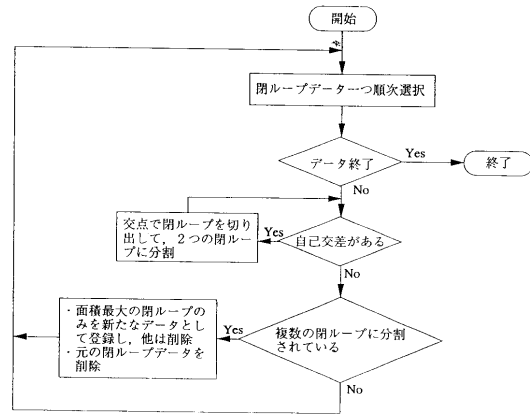 開始
閉ループデータ一つ順次選択
データ終了
Yes
終了
No
交点で閉ループを切り
出して，２つの閉ループ
に分割
Yes
自己交差がある
No
・面積最大の閉ループの
みを新たなデータとし
て登録し，他は削除
・元の閉ループデータを
削除
Yes
複数の閉ループに分割
されている
No